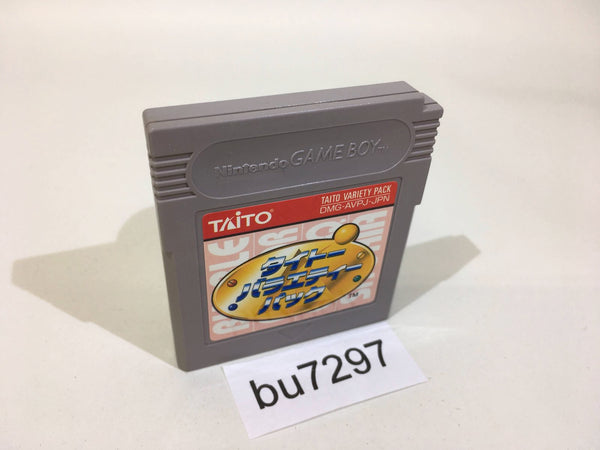 Nintendo GAME BOY TM
TAITO
TAITO VARIETY PACK
DMG-AVPJ-JPN
タイトー
バラエティー
パック
TM
bu7297